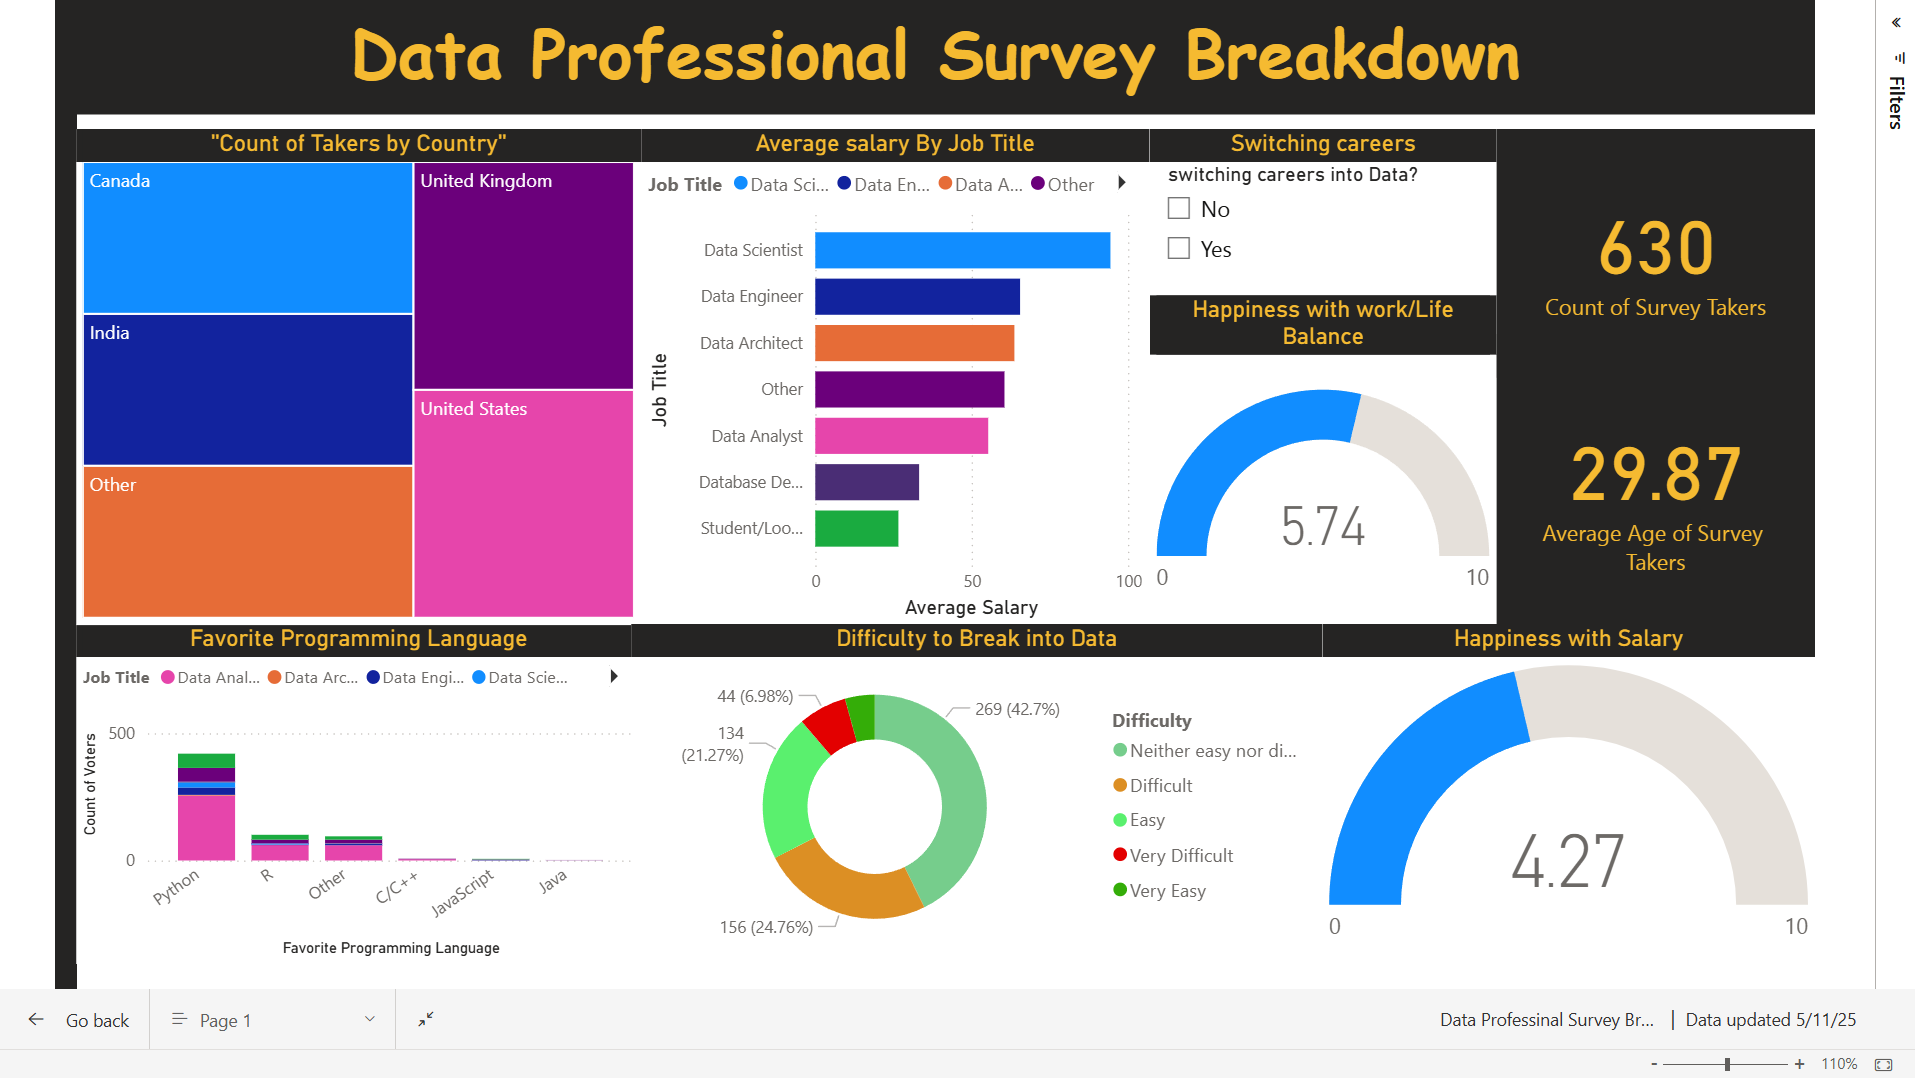 Data Professional Survey Breakdown
«
Filters
"Count of Takers by Country"
Canada
United Kingdom
India
United States
Other
Average salary By Job Title
Job Title
Data Sci...
Data En...
Data A...
Other
Job Title
Data Scientist
Data Engineer
Data Architect
Other
Data Analyst
Database De...
Student/Loo...
0
50
100
Average Salary
Switching careers
switching careers into Data?
No
Yes
Happiness with work/Life
Balance
5.74
0
10
630
Count of Survey Takers
29.87
Average Age of Survey
Takers
Favorite Programming Language
Job Title
Data Anal...
Data Arc...
Data Engi...
Data Scie...
Count of Voters
500
0
Python
R
Other
C/C++
JavaScript
Java
Favorite Programming Language
Difficulty to Break into Data
44 (6.98%)
269 (42.7%)
134
(21.27%)
156 (24.76%)
Difficulty
Neither easy nor di...
Difficult
Easy
Very Difficult
Very Easy
Happiness with Salary
4.27
0
10
Go back
Page 1
Data Professinal Survey Br... | Data updated 5/11/25
- + 110%